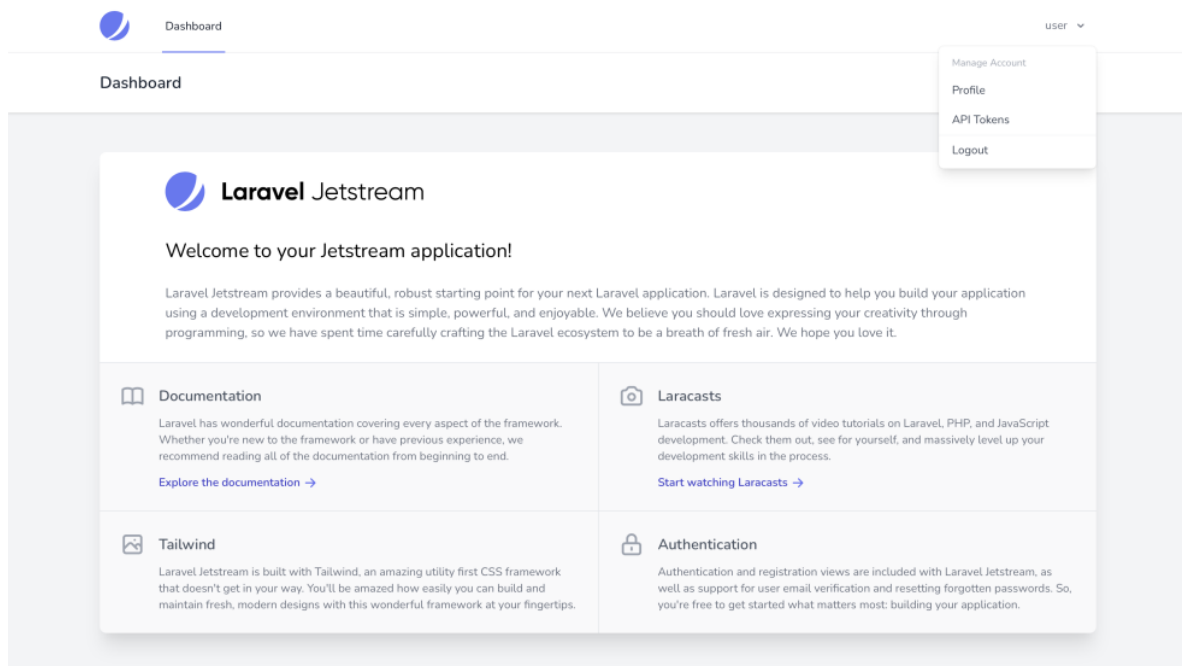 Dashboard
user
Dashboard
Manage Account
Profile
API Tokens
Logout
Laravel Jetstream
Welcome to your Jetstream application!
Laravel Jetstream provides a beautiful, robust starting point for your next Laravel application. Laravel is designed to help you build your application
using a development environment that is simple, powerful, and enjoyable. We believe you should love expressing your creativity through
programming, so we have spent time carefully crafting the Laravel ecosystem to be a breath of fresh air. We hope you love it.
Documentation
Laravel has wonderful documentation covering every aspect of the framework.
Whether you're new to the framework or have previous experience, we
recommend reading all of the documentation from beginning to end.
Explore the documentation →
Laracasts
Laracasts offers thousands of video tutorials on Laravel, PHP, and JavaScript
development. Check them out, see for yourself, and massively level up your
development skills in the process.
Start watching Laracasts →
Tailwind
Laravel Jetstream is built with Tailwind, an amazing utility first CSS framework
that doesn't get in your way. You'll be amazed how easily you can build and
maintain fresh, modern designs with this wonderful framework at your fingertips.
Authentication
Authentication and registration views are included with Laravel Jetstream, as
well as support for user email verification and resetting forgotten passwords. So,
you're free to get started what matters most: building your application.